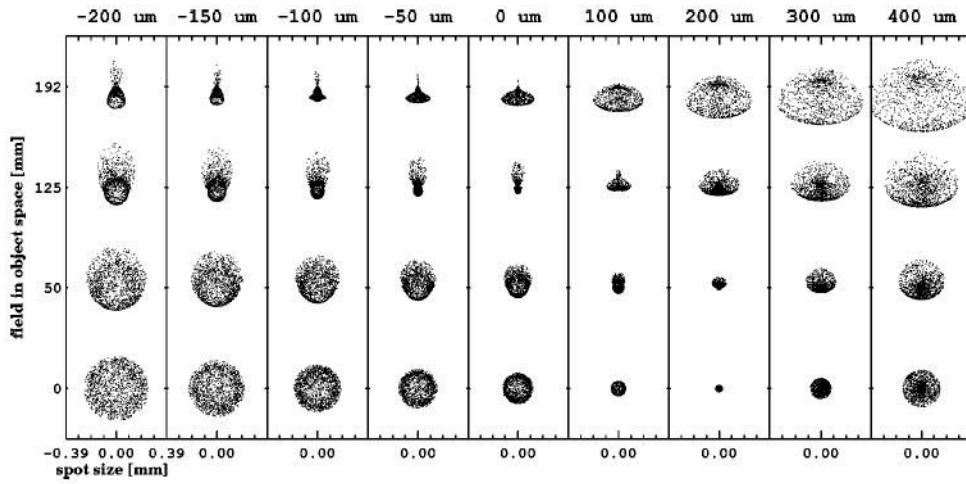 -200 um -150 um -100 um -50 um 0 um 100 um 200 um 300 um 400 um
192
125
50
0
field in object space [mm]
-0.39 0.00 0.39 0.00 0.00 0.00 0.00 0.00 0.00 0.00 0.00
spot size [mm]